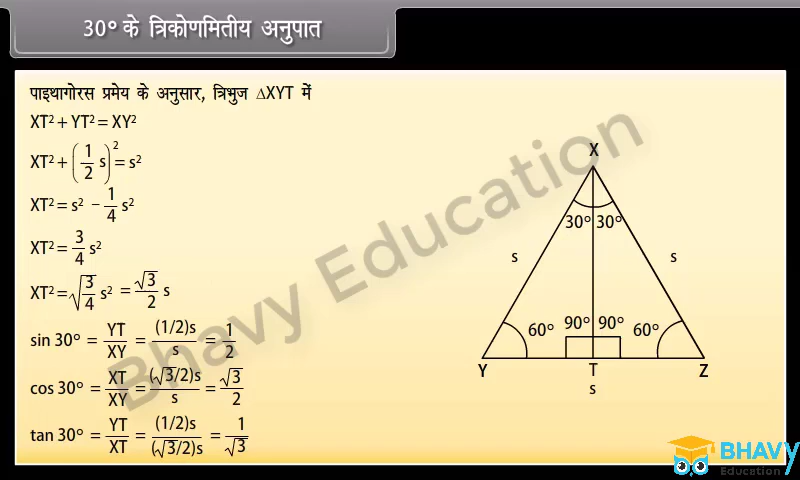 30° के त्रिकोणमितीय अनुपात
पाइथागोरस प्रमेय के अनुसार, त्रिभुज ΔXYT में
XT² + YT² = XY²
XT² + (1/2 s)² = s²
XT² = s² - 1/4 s²
XT² = 3/4 s²
XT² = √(3/4) s² = √3/2 s
sin 30° = YT/XY = (1/2)s/s = 1/2
cos 30° = XT/XY = (√3/2)s/s = √3/2
tan 30° = YT/XT = (1/2)s/(√3/2)s = 1/√3
X
30° 30°
s s
60° 90° 90° 60°
Y T Z
s
Bhavy Education
BHAVY
Education